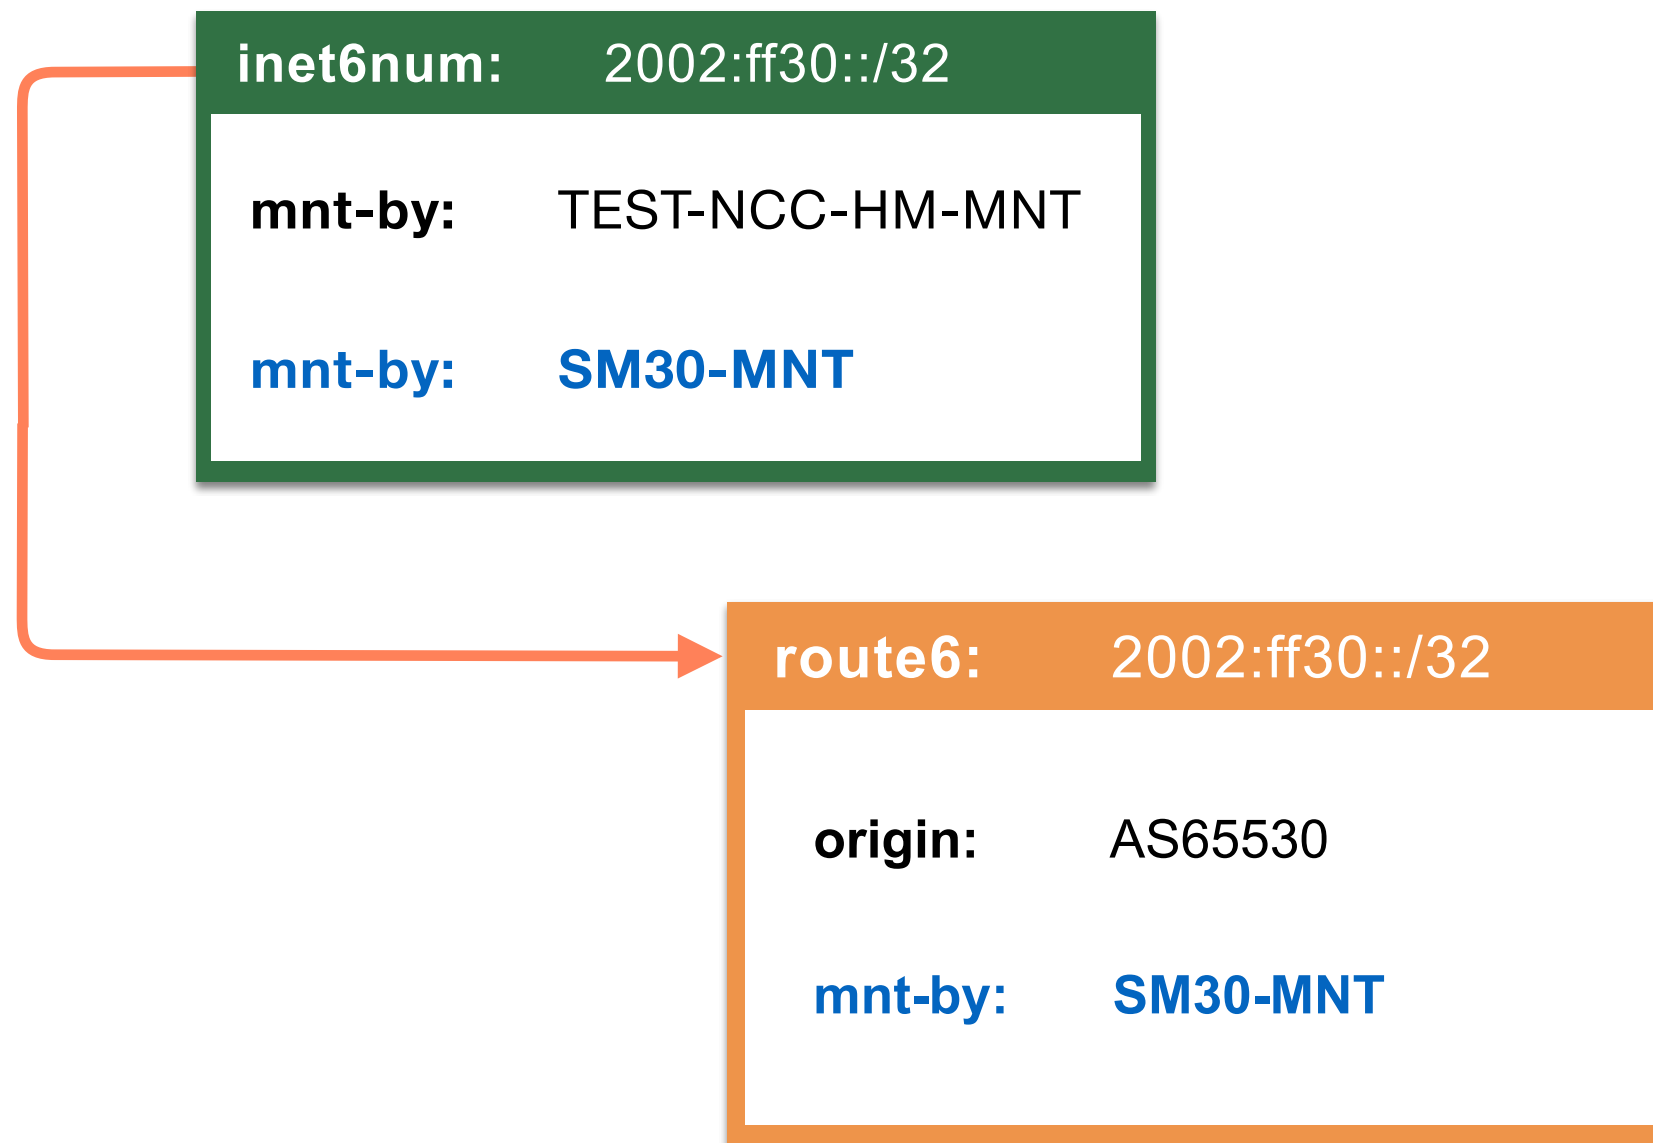 inet6num: 2002:ff30::/32
mnt-by: TEST-NCC-HM-MNT
mnt-by: SM30-MNT
route6: 2002:ff30::/32
origin: AS65530
mnt-by: SM30-MNT